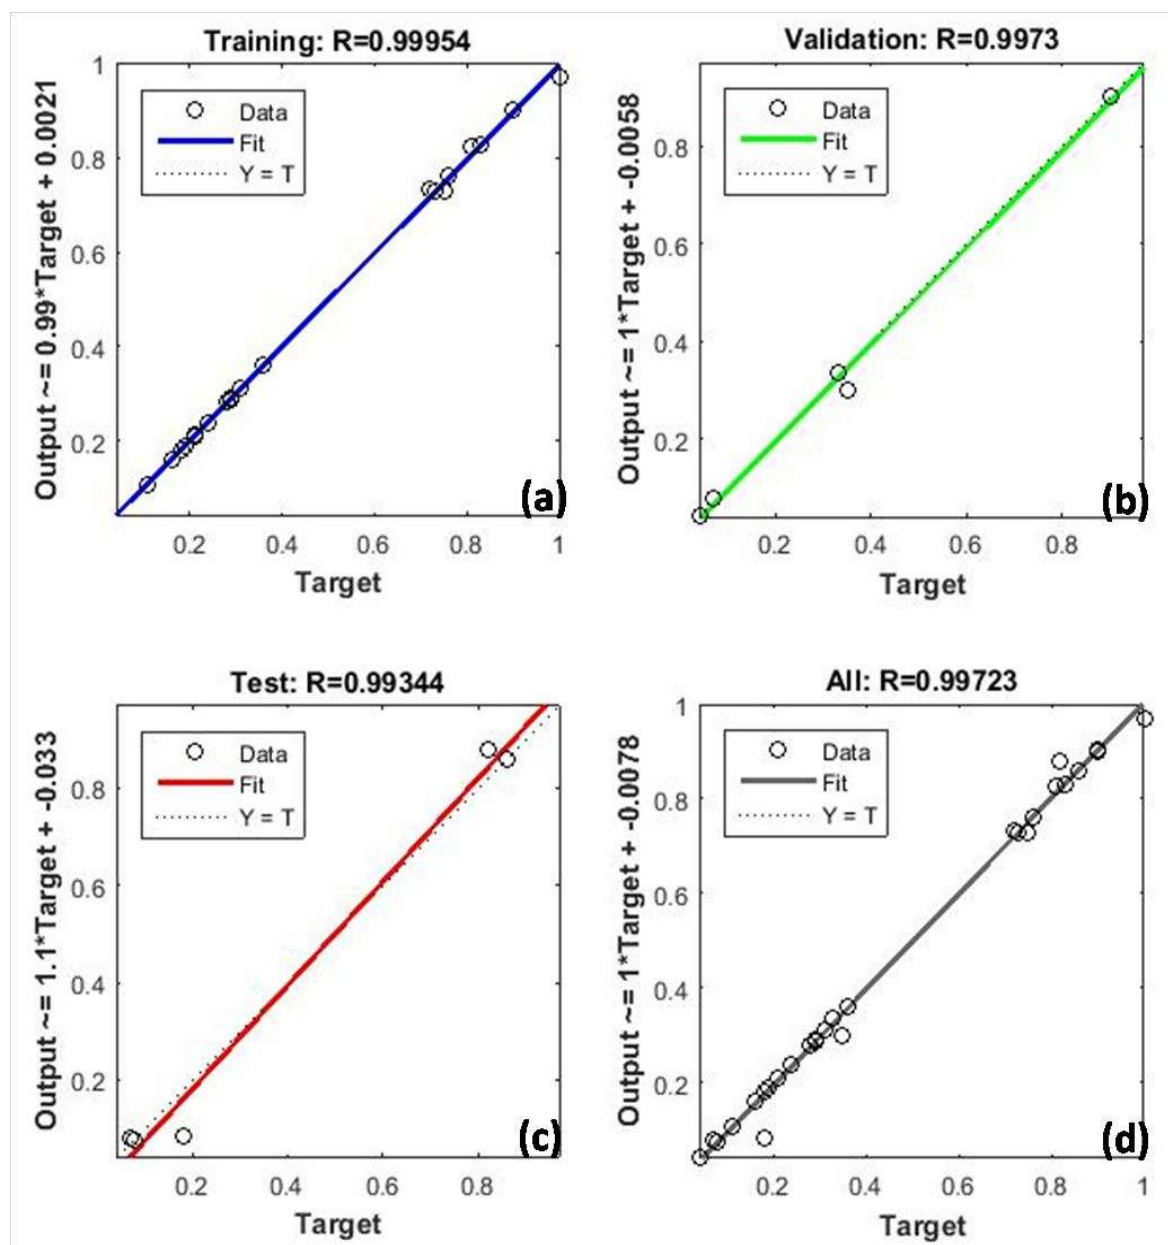 Training: R=0.99954
Output ~= 0.99*Target + 0.0021
1
0.8
0.6
0.4
0.2
Data
Fit
Y = T
(a)
0.2 0.4 0.6 0.8 1
Target
Validation: R=0.9973
Output ~= 1*Target + -0.0058
0.8
0.6
0.4
0.2
Data
Fit
Y = T
(b)
0.2 0.4 0.6 0.8
Target
Test: R=0.99344
Output ~= 1.1*Target + -0.033
0.8
0.6
0.4
0.2
Data
Fit
Y = T
(c)
0.2 0.4 0.6 0.8
Target
All: R=0.99723
Output ~= 1*Target + -0.0078
1
0.8
0.6
0.4
0.2
Data
Fit
Y = T
(d)
0.2 0.4 0.6 0.8 1
Target